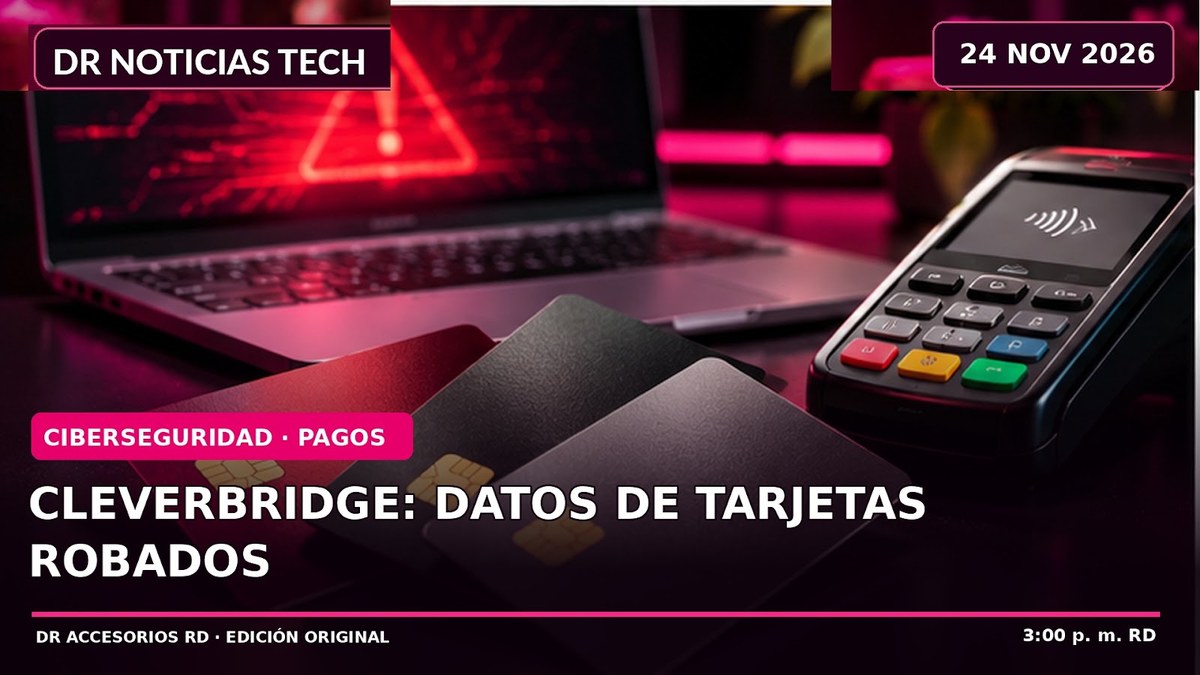 DR NOTICIAS TECH
24 NOV 2026
CIBERSEGURIDAD · PAGOS
CLEVERBRIDGE: DATOS DE TARJETAS
ROBADOS
DR ACCESORIOS RD · EDICIÓN ORIGINAL
3:00 p. m. RD